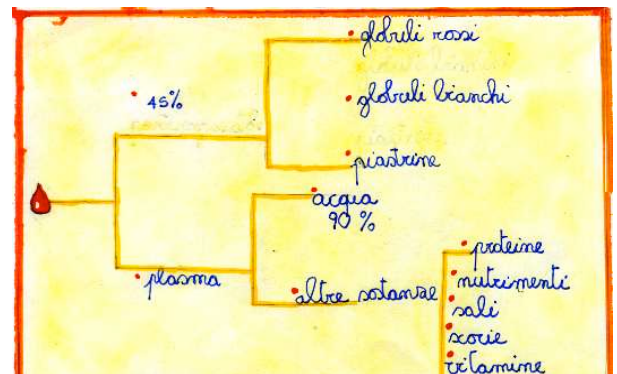 globuli rossi
45%
globuli bianchi
piastrine
acqua
90%
plasma
altre sostanze
proteine
nutrimenti
sali
scorie
vitamine